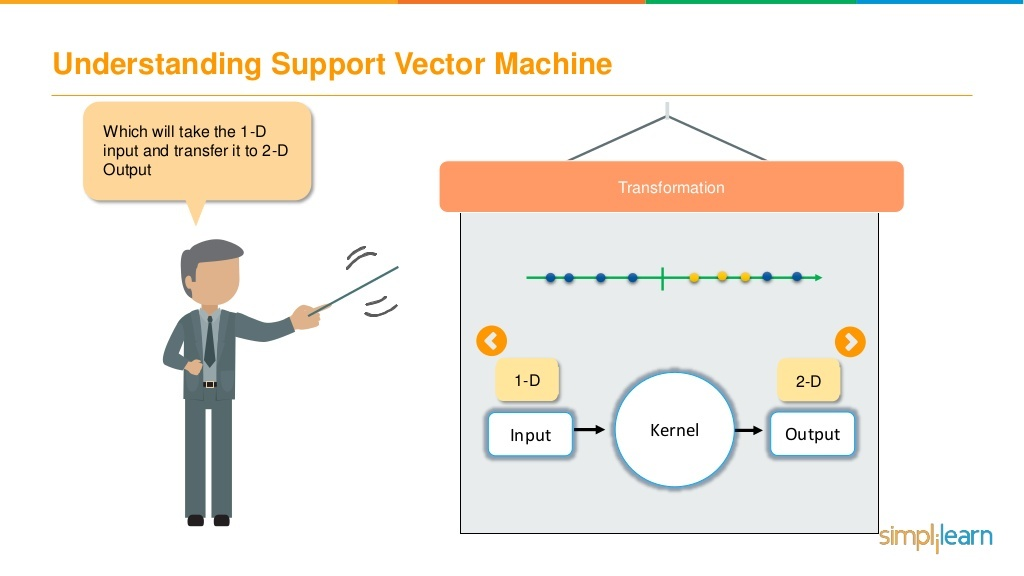 Understanding Support Vector Machine
Which will take the 1-D
input and transfer it to 2-D
Output
Transformation
1-D
2-D
Input
Kernel
Output
simplilearn